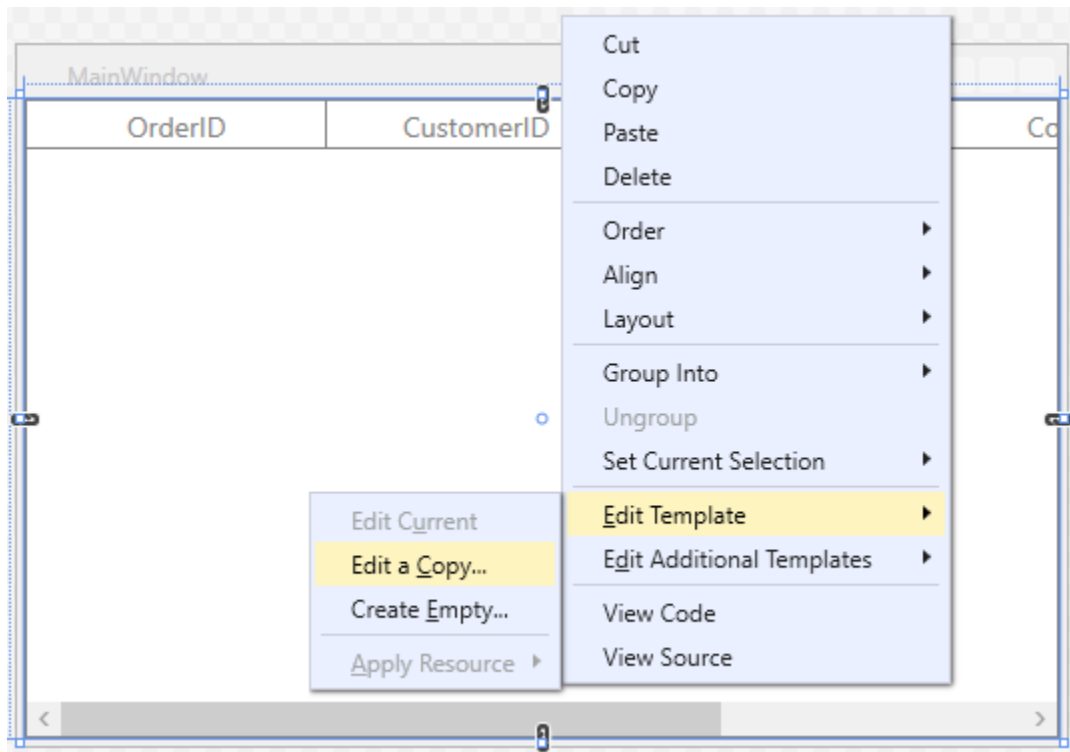 MainWindow
OrderID
CustomerID
Co
Cut
Copy
Paste
Delete
Order
Align
Layout
Group Into
Ungroup
Set Current Selection
Edit Template
Edit Additional Templates
View Code
View Source
Edit Current
Edit a Copy...
Create Empty...
Apply Resource